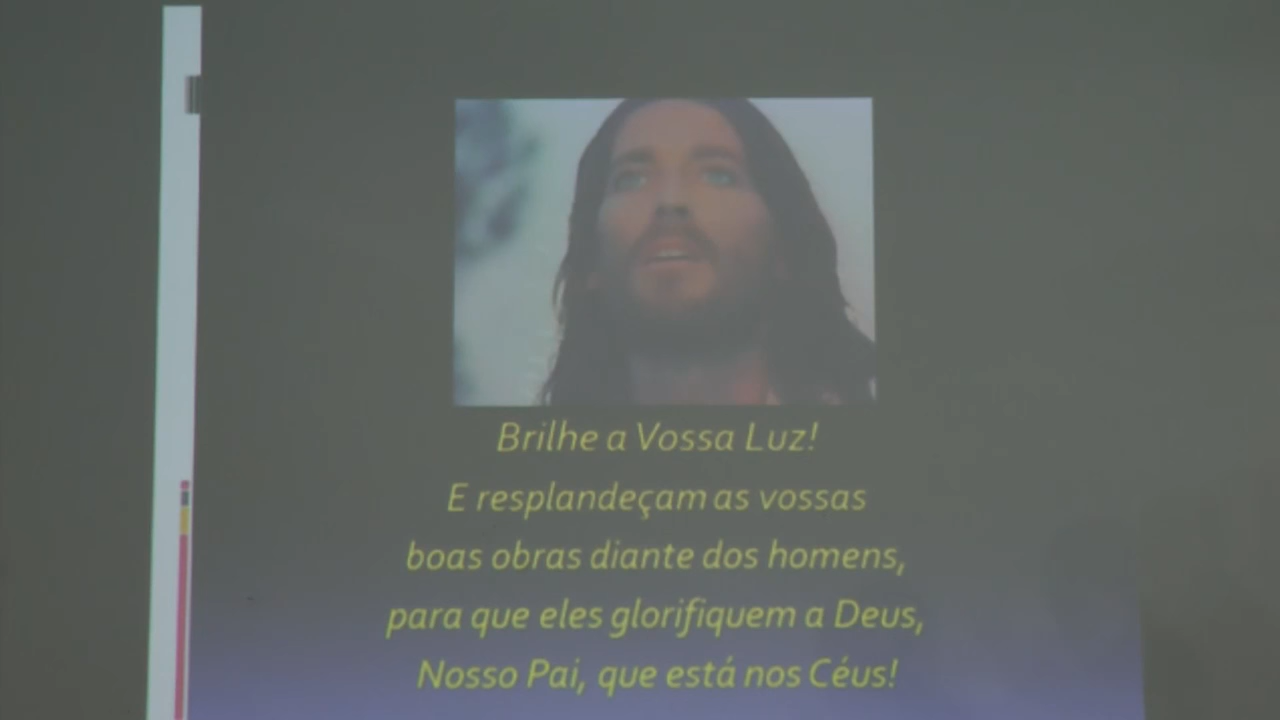 Brilhe a Vossa Luz!
E resplandeçam as vossas
boas obras diante dos homens,
para que eles glorifiquem a Deus,
Nosso Pai, que está nos Céus!